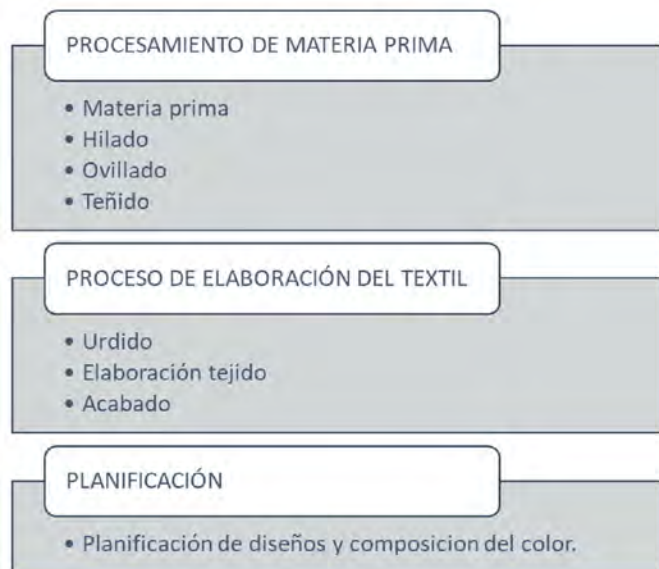 PROCESAMIENTO DE MATERIA PRIMA
• Materia prima
• Hilado
• Ovillado
• Teñido
PROCESO DE ELABORACIÓN DEL TEXTIL
• Urdido
• Elaboración tejido
• Acabado
PLANIFICACIÓN
• Planificación de diseños y composicion del color.